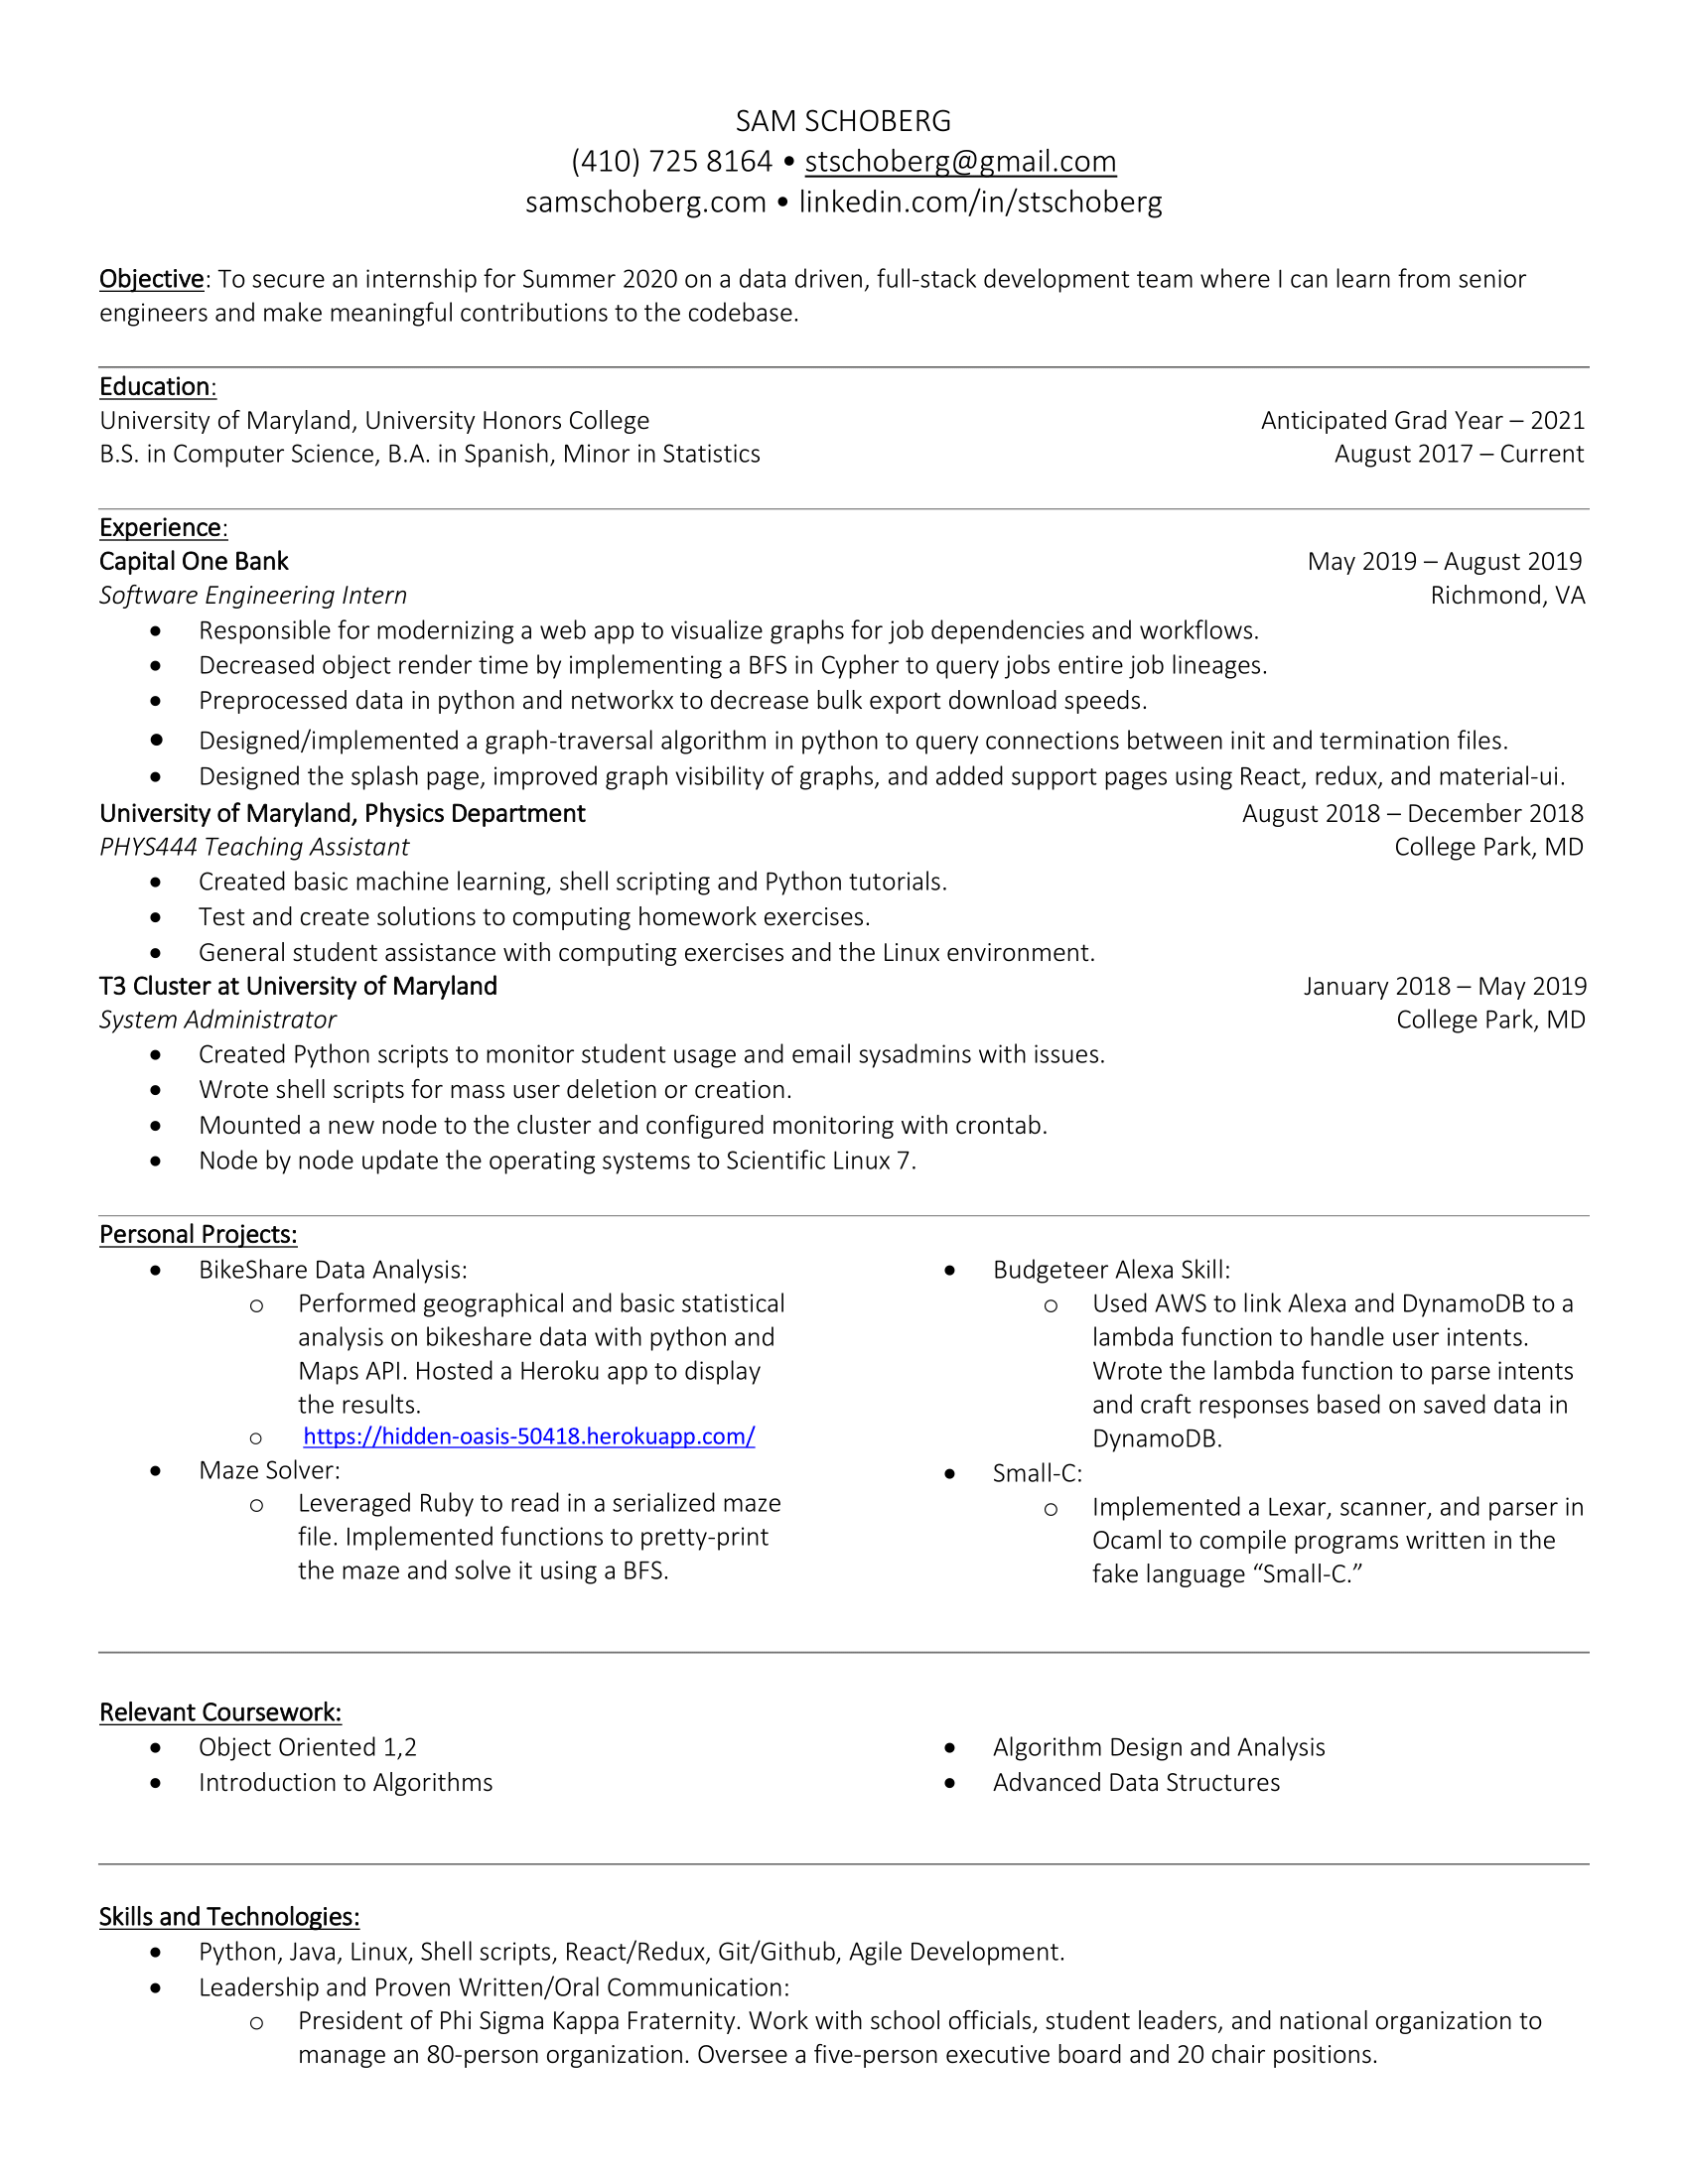 SAM SCHOBERG
(410) 725 8164 • stschoberg@gmail.com
samschoberg.com • linkedin.com/in/stschoberg
Objective: To secure an internship for Summer 2020 on a data driven, full-stack development team where I can learn from senior
engineers and make meaningful contributions to the codebase.
Education:
University of Maryland, University Honors College Anticipated Grad Year – 2021
B.S. in Computer Science, B.A. in Spanish, Minor in Statistics August 2017 – Current
Experience:
Capital One Bank May 2019 – August 2019
Software Engineering Intern Richmond, VA
• Responsible for modernizing a web app to visualize graphs for job dependencies and workflows.
• Decreased object render time by implementing a BFS in Cypher to query jobs entire job lineages.
• Preprocessed data in python and networkx to decrease bulk export download speeds.
• Designed/implemented a graph-traversal algorithm in python to query connections between init and termination files.
• Designed the splash page, improved graph visibility of graphs, and added support pages using React, redux, and material-ui.
University of Maryland, Physics Department August 2018 – December 2018
PHYS444 Teaching Assistant College Park, MD
• Created basic machine learning, shell scripting and Python tutorials.
• Test and create solutions to computing homework exercises.
• General student assistance with computing exercises and the Linux environment.
T3 Cluster at University of Maryland January 2018 – May 2019
System Administrator College Park, MD
• Created Python scripts to monitor student usage and email sysadmins with issues.
• Wrote shell scripts for mass user deletion or creation.
• Mounted a new node to the cluster and configured monitoring with crontab.
• Node by node update the operating systems to Scientific Linux 7.
Personal Projects:
• BikeShare Data Analysis:
o Performed geographical and basic statistical
analysis on bikeshare data with python and
Maps API. Hosted a Heroku app to display
the results.
o https://hidden-oasis-50418.herokuapp.com/
• Maze Solver:
o Leveraged Ruby to read in a serialized maze
file. Implemented functions to pretty-print
the maze and solve it using a BFS.
• Budgeteer Alexa Skill:
o Used AWS to link Alexa and DynamoDB to a
lambda function to handle user intents.
Wrote the lambda function to parse intents
and craft responses based on saved data in
DynamoDB.
• Small-C:
o Implemented a Lexar, scanner, and parser in
Ocaml to compile programs written in the
fake language “Small-C.”
Relevant Coursework:
• Object Oriented 1,2
• Introduction to Algorithms
• Algorithm Design and Analysis
• Advanced Data Structures
Skills and Technologies:
• Python, Java, Linux, Shell scripts, React/Redux, Git/Github, Agile Development.
• Leadership and Proven Written/Oral Communication:
o President of Phi Sigma Kappa Fraternity. Work with school officials, student leaders, and national organization to
manage an 80-person organization. Oversee a five-person executive board and 20 chair positions.